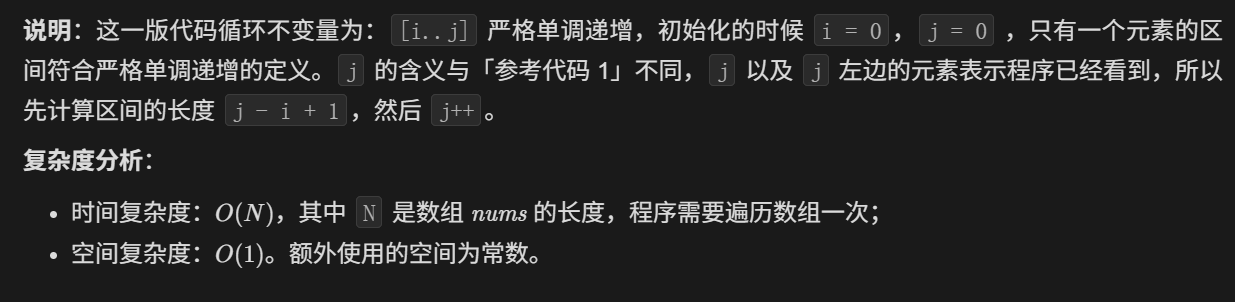 说明：这一版代码循环不变量为：[i..j] 严格单调递增，初始化的时候 i = 0，j = 0 ，只有一个元素的区
间符合严格单调递增的定义。j 的含义与「参考代码 1」不同，j 以及 j 左边的元素表示程序已经看到，所以
先计算区间的长度 j - i + 1，然后 j++。
复杂度分析：
• 时间复杂度：O(N)，其中 N 是数组 nums 的长度，程序需要遍历数组一次；
• 空间复杂度：O(1)。额外使用的空间为常数。